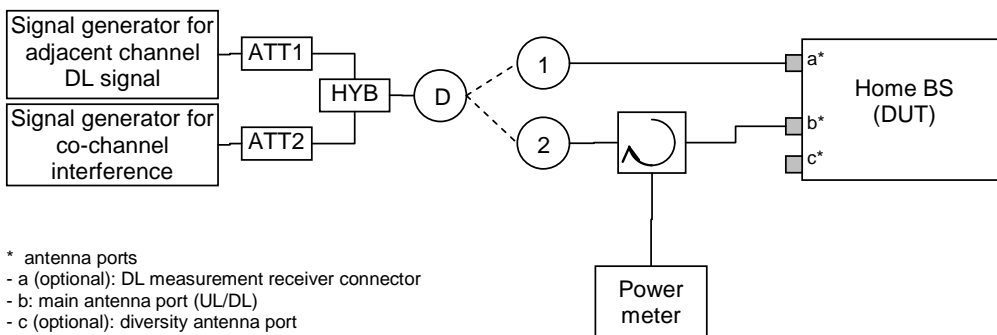 Signal generator for
adjacent channel
DL signal
ATT1
HYB
Signal generator for
co-channel
interference
ATT2
D
1
2
a*
b*
c*
Home BS
(DUT)
Power
meter
* antenna ports
- a (optional): DL measurement receiver connector
- b: main antenna port (UL/DL)
- c (optional): diversity antenna port